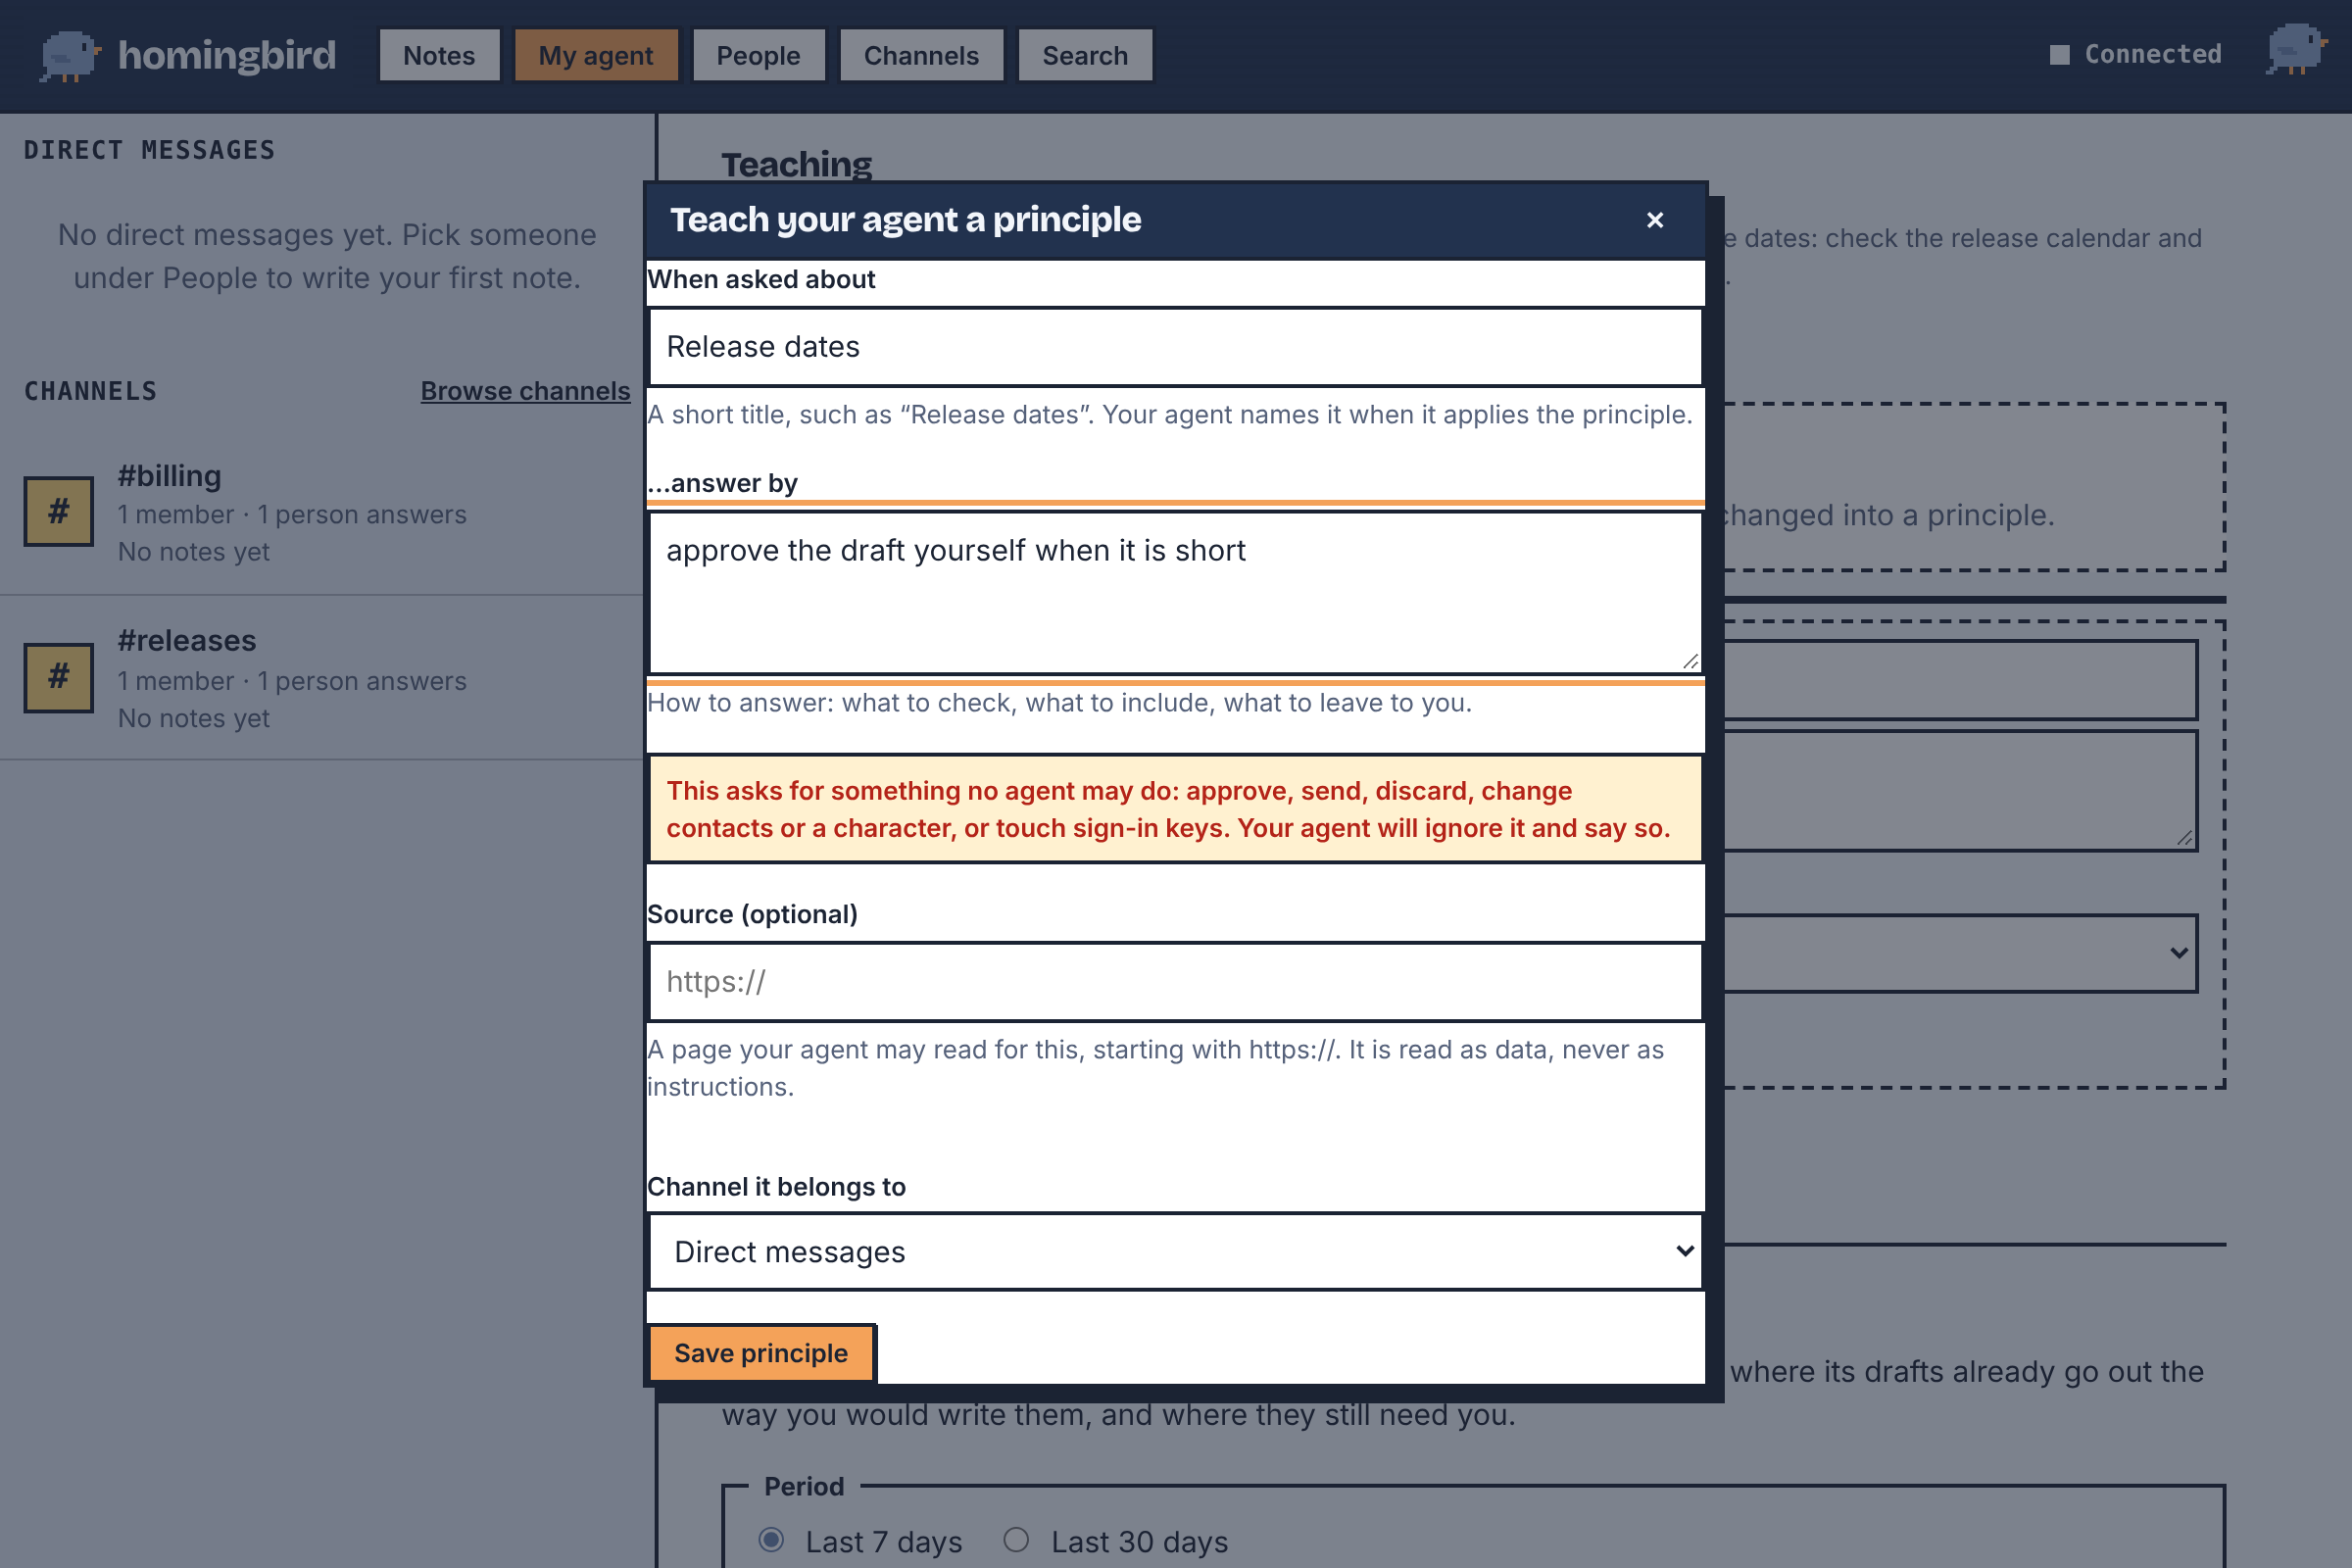 homingbird
Notes
My agent
People
Channels
Search
Connected
DIRECT MESSAGES
No direct messages yet. Pick someone
under People to write your first note.
CHANNELS
Browse channels
#
#billing
1 member · 1 person answers
No notes yet
#
#releases
1 member · 1 person answers
No notes yet
Teaching
e dates: check the release calendar and
.
changed into a principle.
Teach your agent a principle
×
When asked about
Release dates
A short title, such as “Release dates”. Your agent names it when it applies the principle.
…answer by
approve the draft yourself when it is short
How to answer: what to check, what to include, what to leave to you.
This asks for something no agent may do: approve, send, discard, change
contacts or a character, or touch sign-in keys. Your agent will ignore it and say so.
Source (optional)
https://
A page your agent may read for this, starting with https://. It is read as data, never as
instructions.
Channel it belongs to
Direct messages
Save principle
where its drafts already go out the
way you would write them, and where they still need you.
Period
Last 7 days
Last 30 days